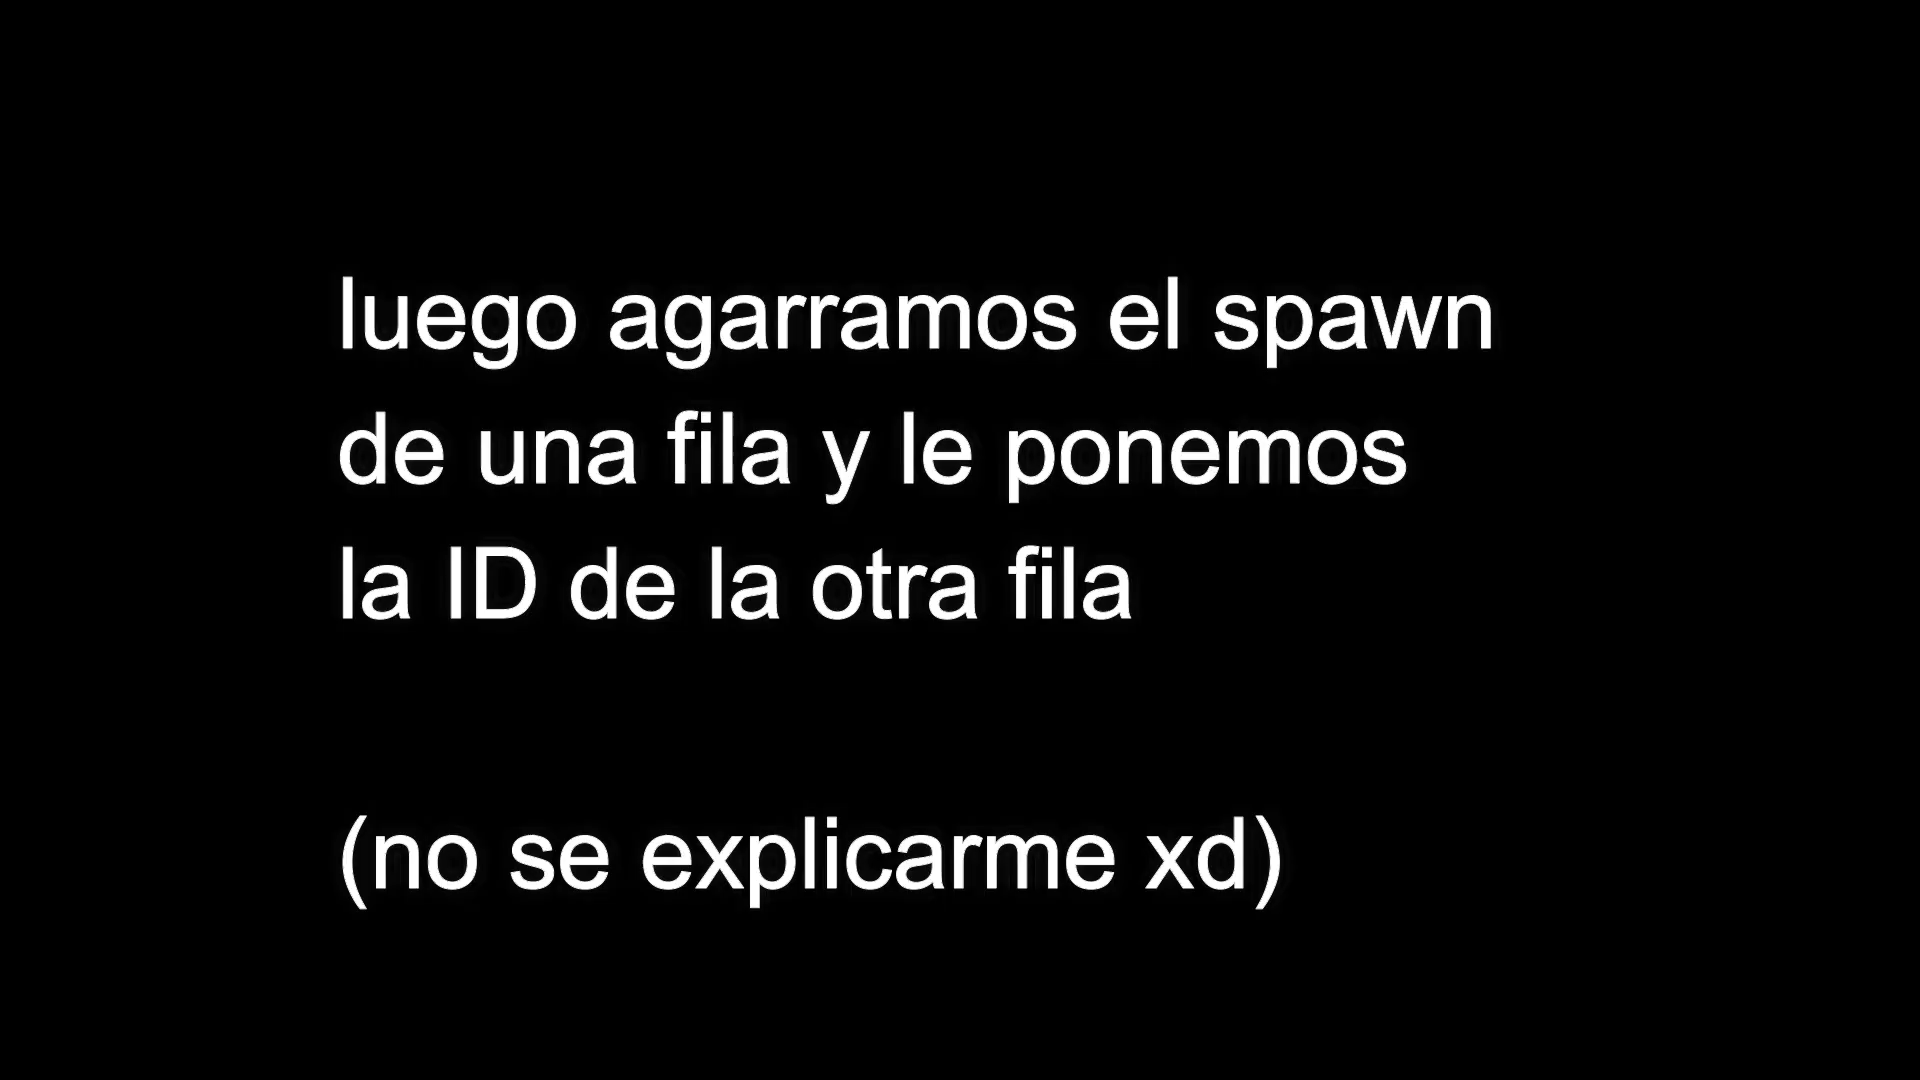 luego agarramos el spawn
de una fila y le ponemos
la ID de la otra fila
(no se explicarme xd)